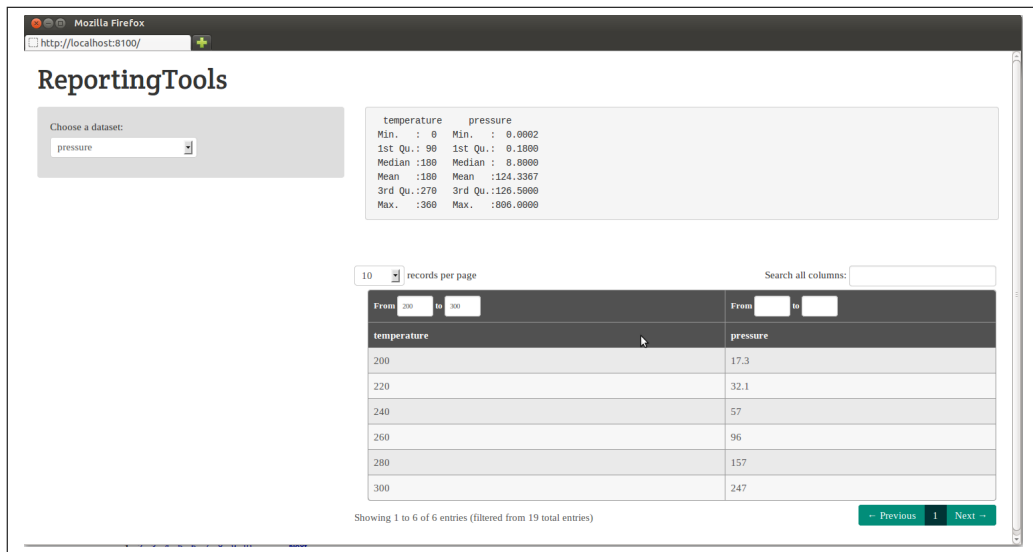 Mozilla Firefox
http://localhost:8100/
ReportingTools
Choose a dataset:
pressure
temperature pressure
Min. : 0 Min. : 0.0002
1st Qu.: 90 1st Qu.: 0.1800
Median :180 Median : 8.8000
Mean :180 Mean :124.3367
3rd Qu.:270 3rd Qu.:126.5000
Max. :360 Max. :806.0000
10 records per page Search all columns:
From 200 to 300 From to
temperature pressure
200 17.3
220 32.1
240 57
260 96
280 157
300 247
Showing 1 to 6 of 6 entries (filtered from 19 total entries)
← Previous 1 Next →